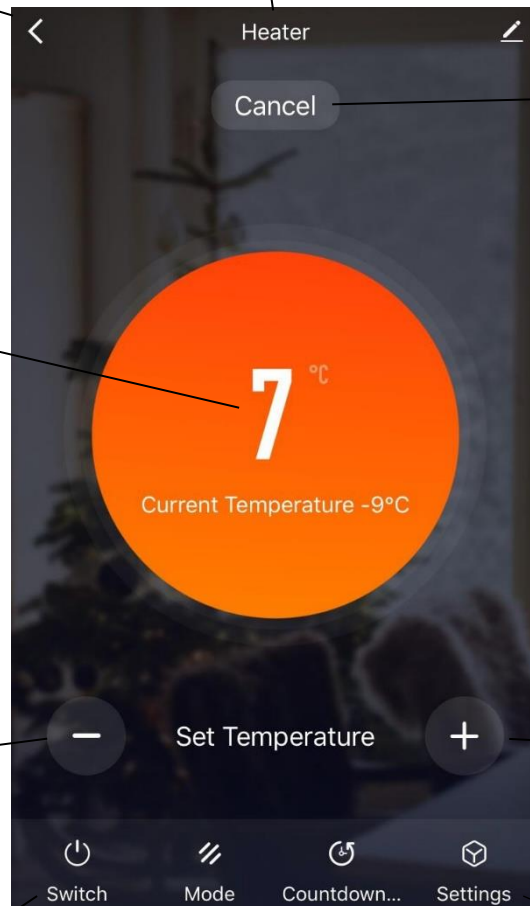 Heater
Cancel
7 °C
Current Temperature -9°C
Set Temperature
Switch Mode Countdown... Settings